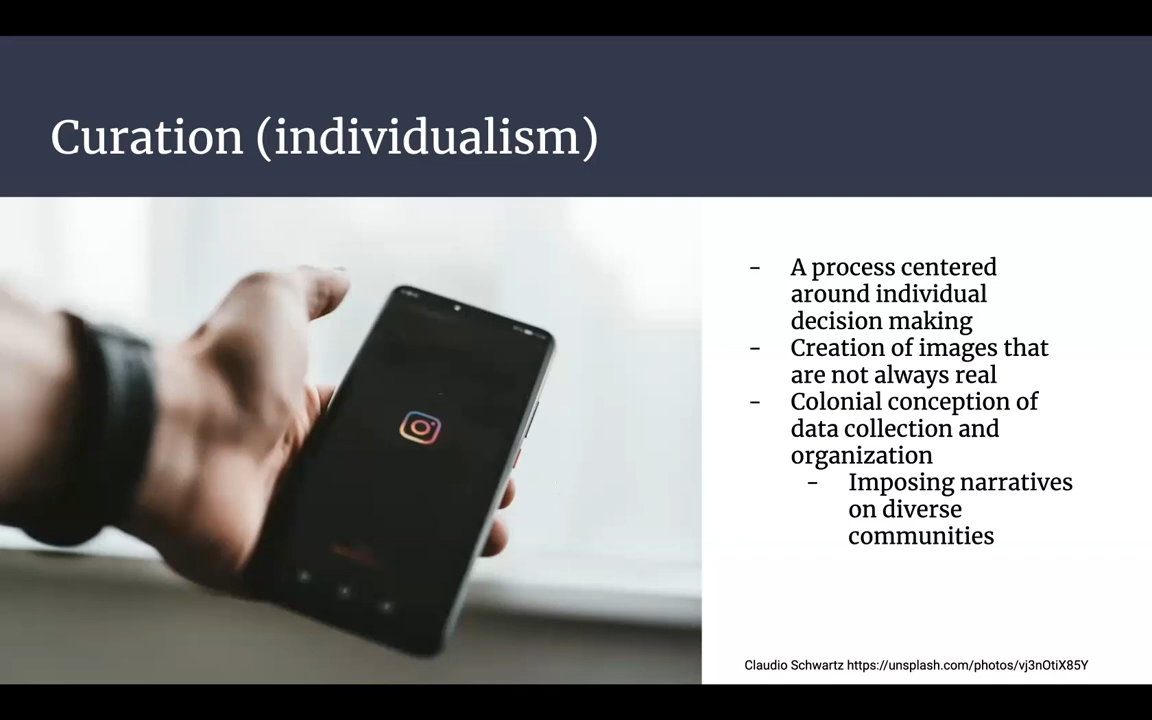 Curation (individualism)
- A process centered
around individual
decision making
- Creation of images that
are not always real
- Colonial conception of
data collection and
organization
- Imposing narratives
on diverse
communities
Claudio Schwartz https://unsplash.com/photos/vj3nOtiX85Y